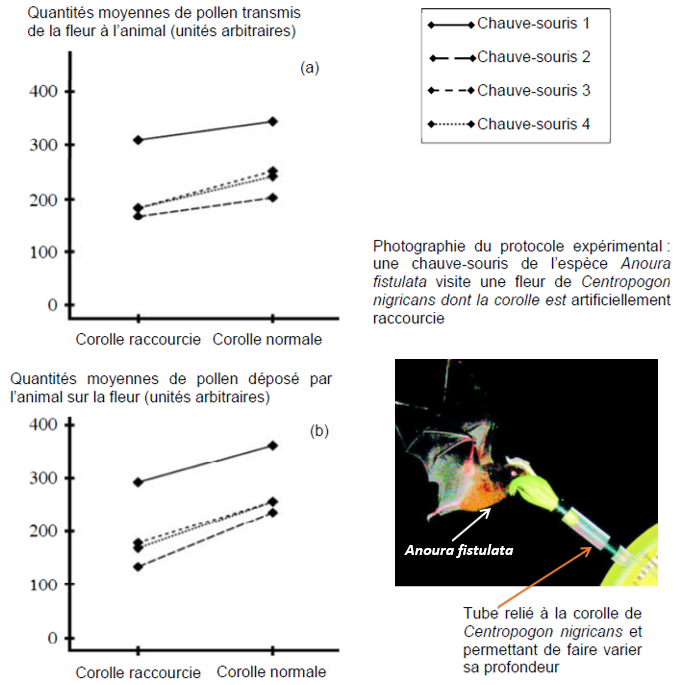 Quantités moyennes de pollen transmis
de la fleur à l'animal (unités arbitraires)
(a)
400
300
200
100
0
Corolle raccourcie
Corolle normale
Chauve-souris 1
Chauve-souris 2
Chauve-souris 3
Chauve-souris 4
Photographie du protocole expérimental :
une chauve-souris de l'espèce Anoura
fistulata visite une fleur de Centropogon
nigricans dont la corolle est artificiellement
raccourcie
Quantités moyennes de pollen déposé par
l'animal sur la fleur (unités arbitraires)
(b)
400
300
200
100
0
Corolle raccourcie
Corolle normale
Anoura fistulata
Tube relié à la corolle de
Centropogon nigricans et
permettant de faire varier
sa profondeur